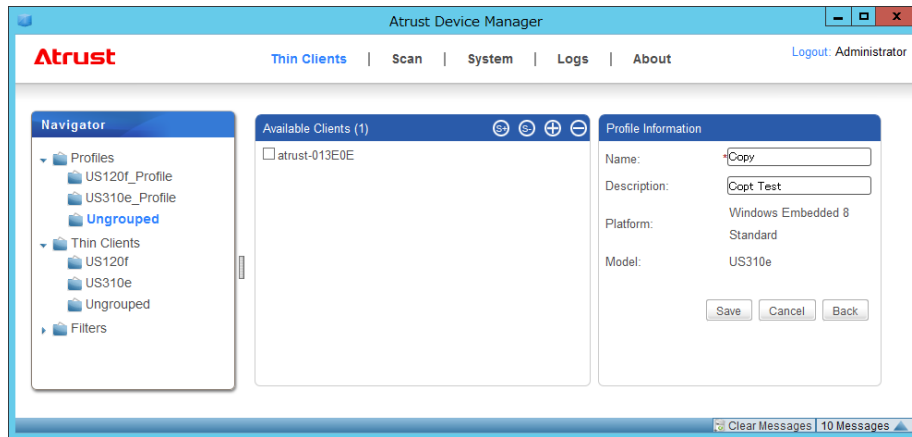 Atrust Device Manager
Atrust
Thin Clients | Scan | System | Logs | About
Logout: Administrator
Navigator
Profiles
US120f_Profile
US310e_Profile
Ungrouped
Thin Clients
US120f
US310e
Ungrouped
Filters
Available Clients (1)
S+ S-
atrust-013E0E
Profile Information
Name: *Copy
Description: Copt Test
Platform: Windows Embedded 8
Standard
Model: US310e
Save Cancel Back
Clear Messages 10 Messages